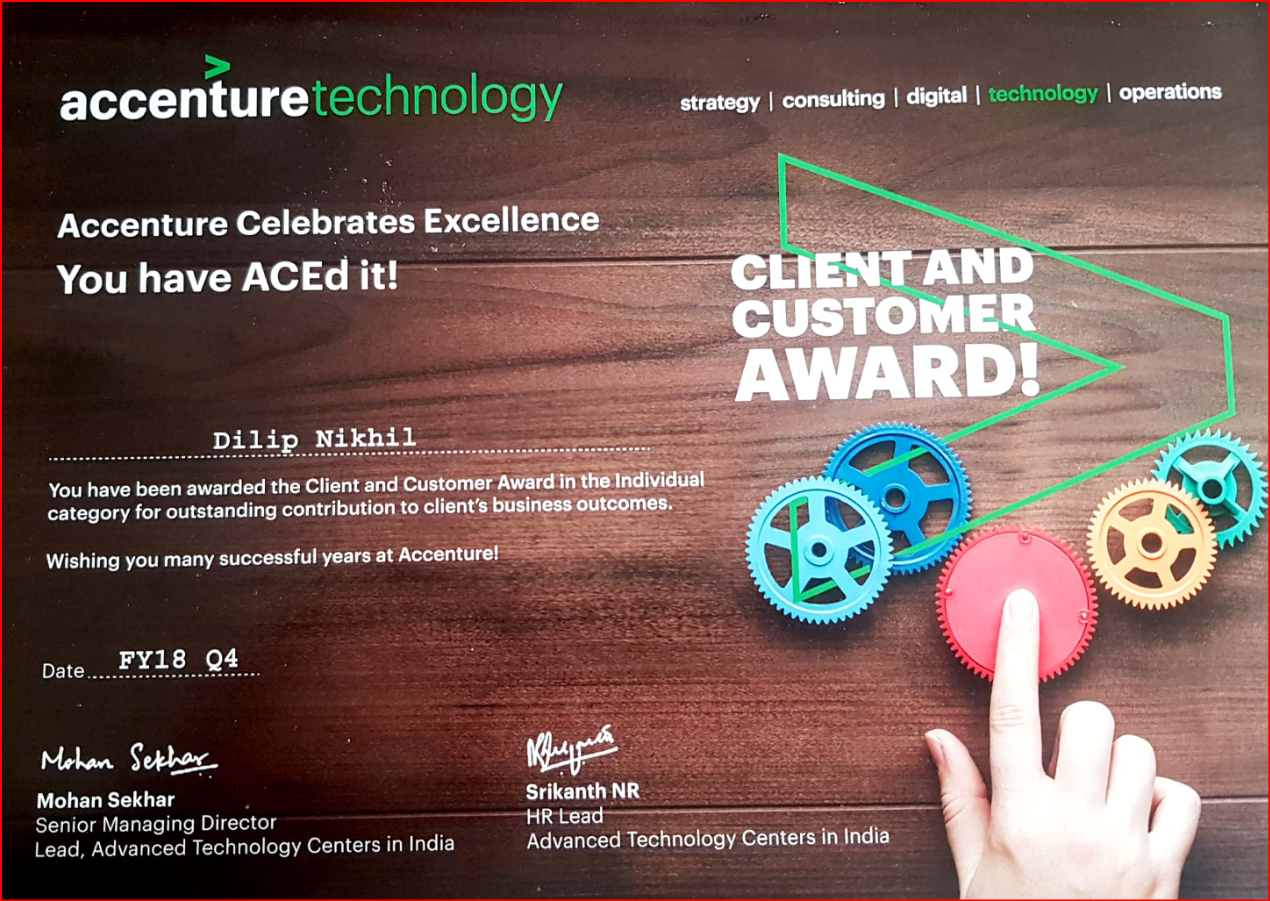 accenturetechnology
strategy | consulting | digital | technology | operations
Accenture Celebrates Excellence
You have ACEd it!
CLIENT AND
CUSTOMER
AWARD!
Dilip Nikhil
You have been awarded the Client and Customer Award in the Individual
category for outstanding contribution to client's business outcomes.
Wishing you many successful years at Accenture!
Date FY18 Q4
Mohan Sekhar
Mohan Sekhar
Senior Managing Director
Lead, Advanced Technology Centers in India
Srikanth NR
HR Lead
Advanced Technology Centers in India